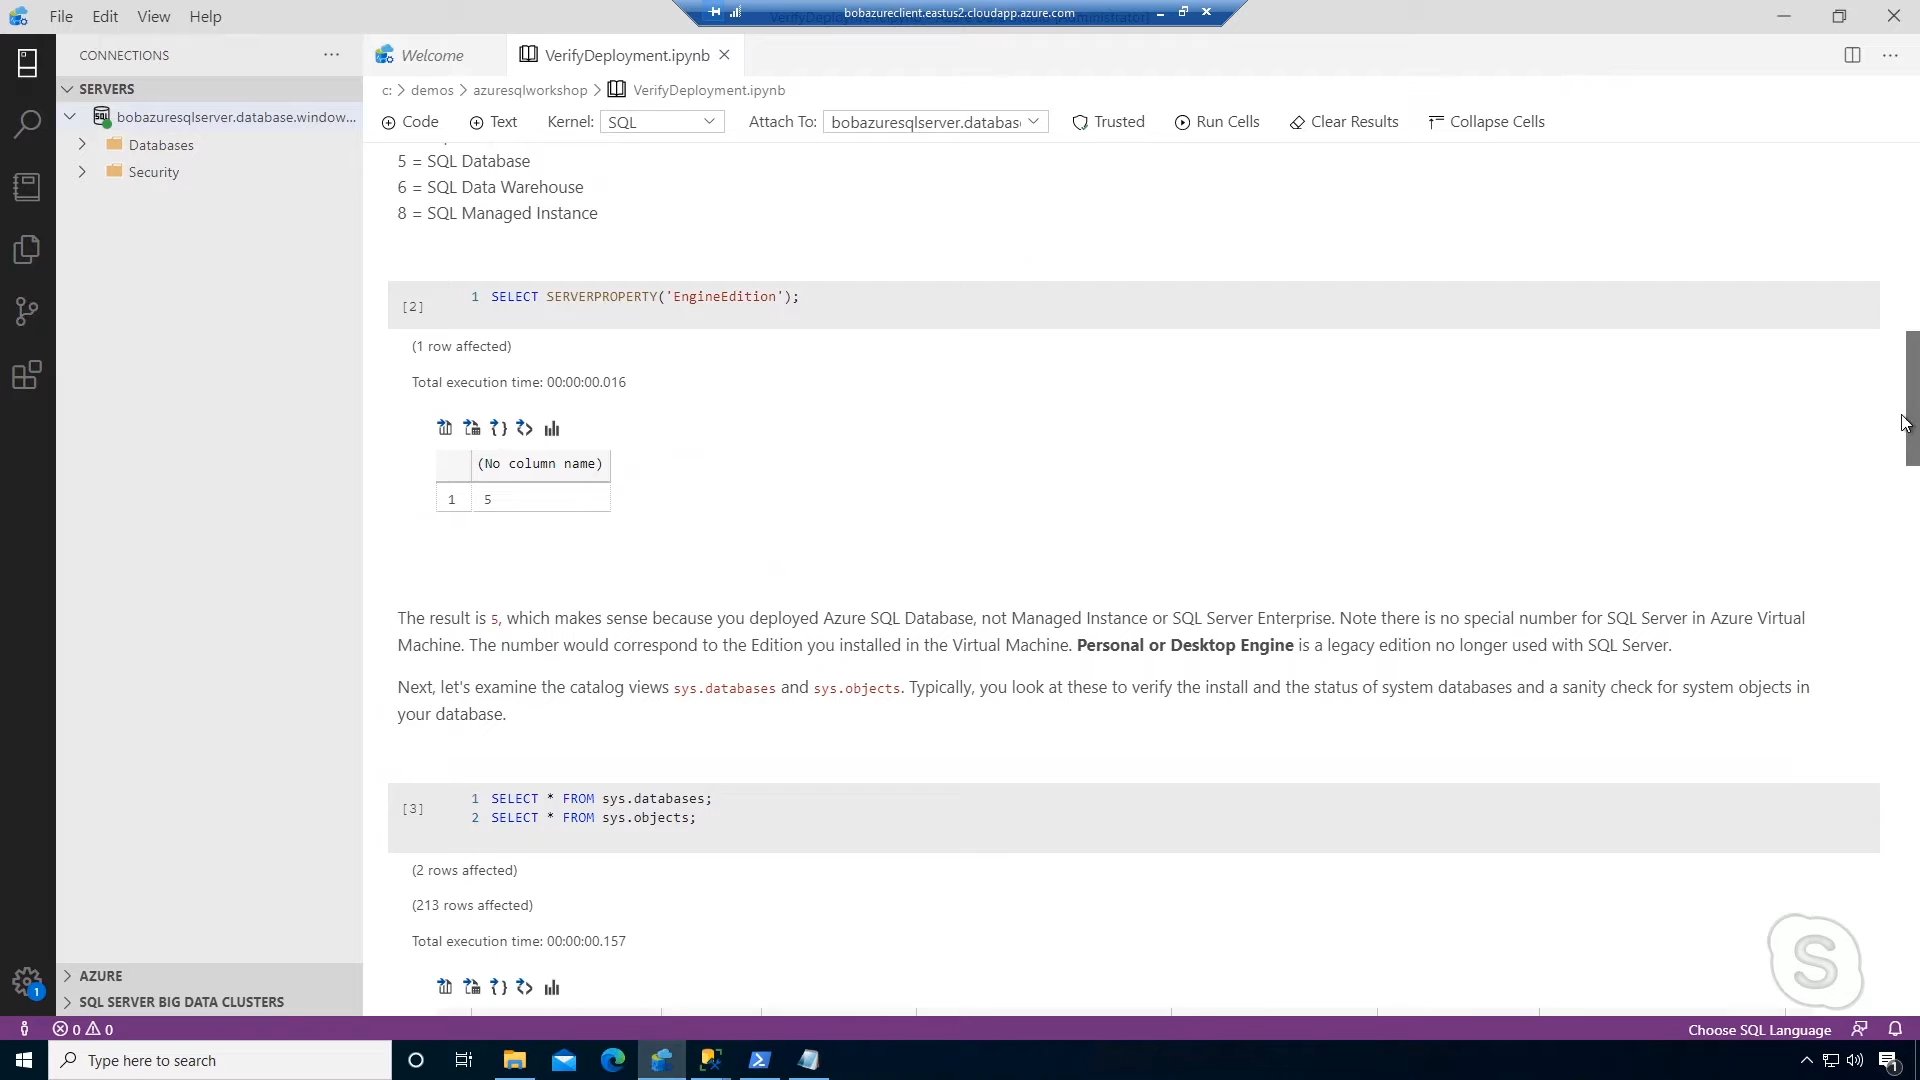 File Edit View Help
bobazureclient.eastus2.cloudapp.azure.com
CONNECTIONS
Welcome
VerifyDeployment.ipynb
SERVERS
bobazuresqlserver.database.window...
Databases
Security
c: > demos > azuresqlworkshop > VerifyDeployment.ipynb
Code Text Kernel: SQL Attach To: bobazuresqlserver.databas Trusted Run Cells Clear Results Collapse Cells
5 = SQL Database
6 = SQL Data Warehouse
8 = SQL Managed Instance
[2]
1 SELECT SERVERPROPERTY('EngineEdition');
(1 row affected)
Total execution time: 00:00:00.016
(No column name)
1 5
The result is 5, which makes sense because you deployed Azure SQL Database, not Managed Instance or SQL Server Enterprise. Note there is no special number for SQL Server in Azure Virtual
Machine. The number would correspond to the Edition you installed in the Virtual Machine. Personal or Desktop Engine is a legacy edition no longer used with SQL Server.
Next, let's examine the catalog views sys.databases and sys.objects. Typically, you look at these to verify the install and the status of system databases and a sanity check for system objects in
your database.
[3]
1 SELECT * FROM sys.databases;
2 SELECT * FROM sys.objects;
(2 rows affected)
(213 rows affected)
Total execution time: 00:00:00.157
AZURE
SQL SERVER BIG DATA CLUSTERS
1
0 0
Choose SQL Language
Type here to search
S
1